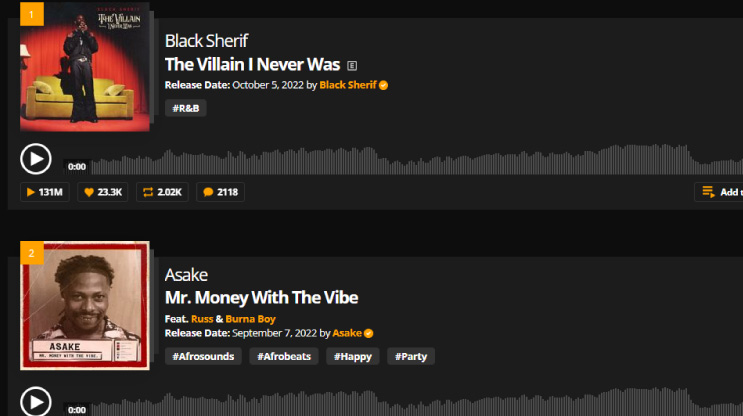 1
BLACK SHERIF
THE VILLAIN
I NEVER WAS
Black Sherif
The Villain I Never Was E
Release Date: October 5, 2022 by Black Sherif
#R&B
0:00
131M 23.3K 2.02K 2118
Add t
2
ASAKE
MR. MONEY WITH THE VIBE.
Asake
Mr. Money With The Vibe
Feat. Russ & Burna Boy
Release Date: September 7, 2022 by Asake
#Afrosounds #Afrobeats #Happy #Party
0:00